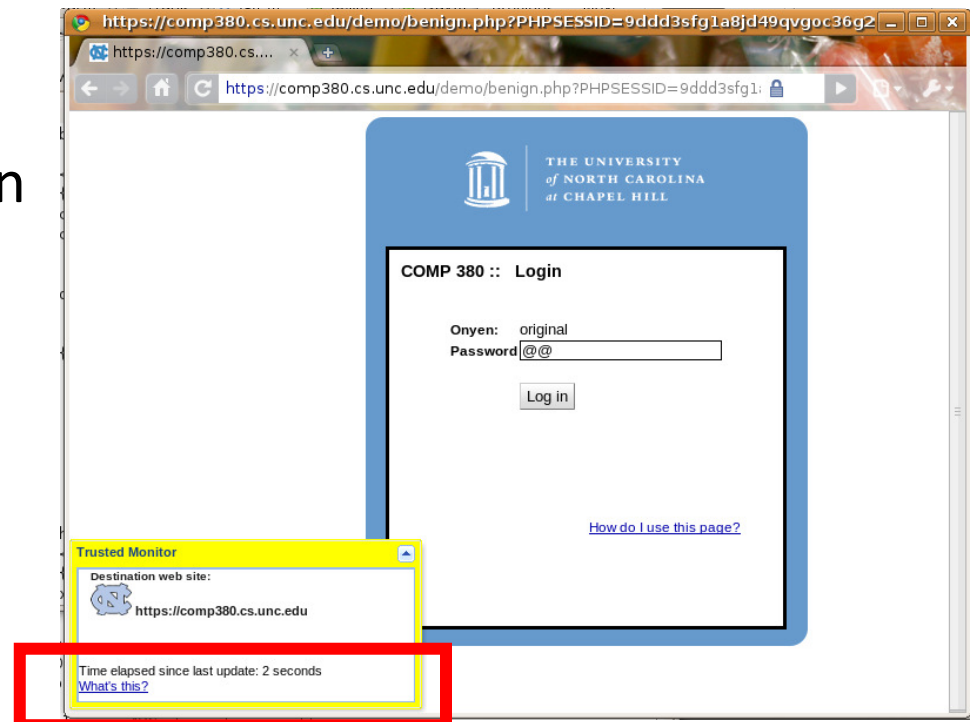 https://comp380.cs.unc.edu/demo/benign.php?PHPSESSID=9ddd3sfg1a8jd49qvgoc36g2
https://comp380.cs....
https://comp380.cs.unc.edu/demo/benign.php?PHPSESSID=9ddd3sfg1
n
THE UNIVERSITY
of NORTH CAROLINA
at CHAPEL HILL
COMP 380 :: Login
Onyen: original
Password @@
Log in
How do I use this page?
Trusted Monitor
Destination web site:
https://comp380.cs.unc.edu
Time elapsed since last update: 2 seconds
What's this?